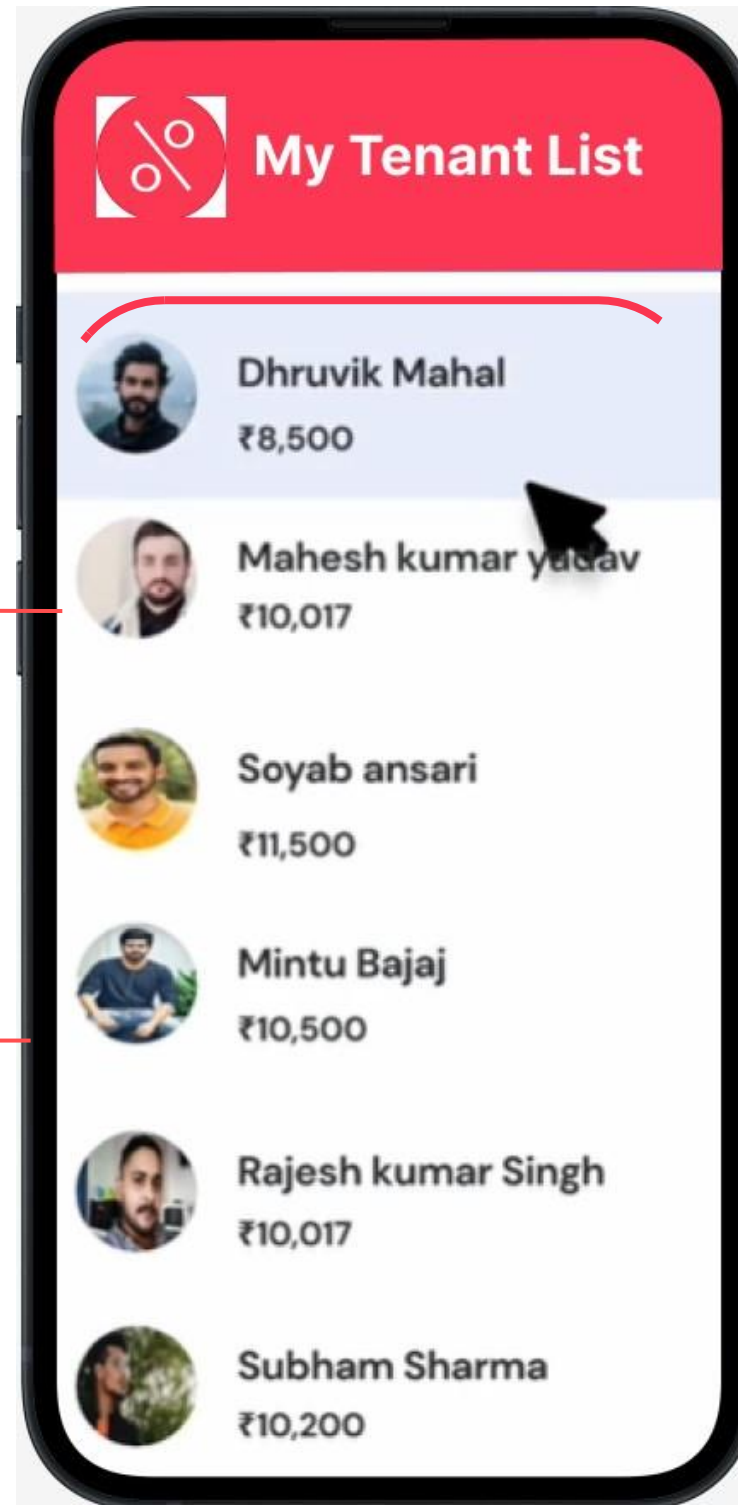 My Tenant List
Dhruvik Mahal
₹8,500
Mahesh kumar yadav
₹10,017
Soyab ansari
₹11,500
Mintu Bajaj
₹10,500
Rajesh kumar Singh
₹10,017
Subham Sharma
₹10,200